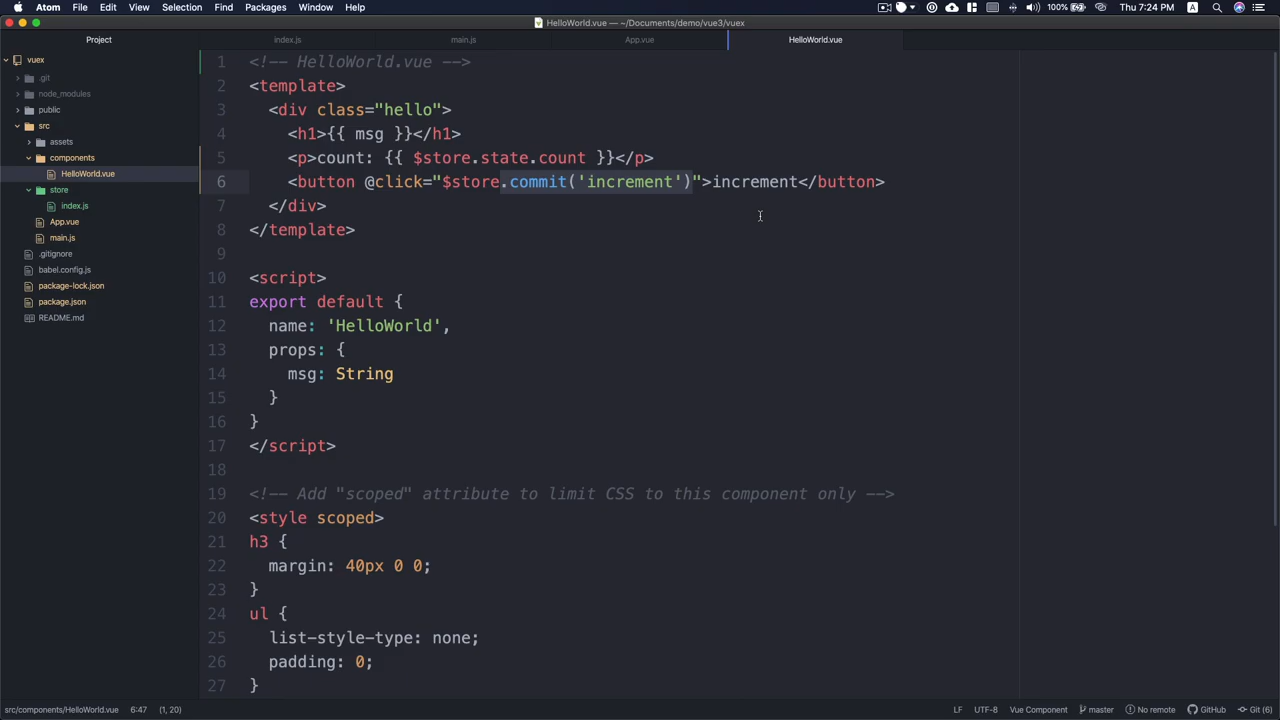 Atom File Edit View Selection Find Packages Window Help
100% A Thu 7:24 PM
HelloWorld.vue — ~/Documents/demo/vue3/vuex
Project
index.js main.js App.vue HelloWorld.vue
vuex
.git
node_modules
public
src
assets
components
HelloWorld.vue
store
index.js
App.vue
main.js
.gitignore
babel.config.js
package-lock.json
package.json
README.md
1 <!-- HelloWorld.vue -->
2 <template>
3 <div class="hello">
4 <h1>{{ msg }}</h1>
5 <p>count: {{ $store.state.count }}</p>
6 <button @click="$store.commit('increment')">increment</button>
7 </div>
8 </template>
9
10 <script>
11 export default {
12 name: 'HelloWorld',
13 props: {
14 msg: String
15 }
16 }
17 </script>
18
19 <!-- Add "scoped" attribute to limit CSS to this component only -->
20 <style scoped>
21 h3 {
22 margin: 40px 0 0;
23 }
24 ul {
25 list-style-type: none;
26 padding: 0;
27 }
src/components/HelloWorld.vue 6:47 (1, 20) LF UTF-8 Vue Component master No remote GitHub Git (6)